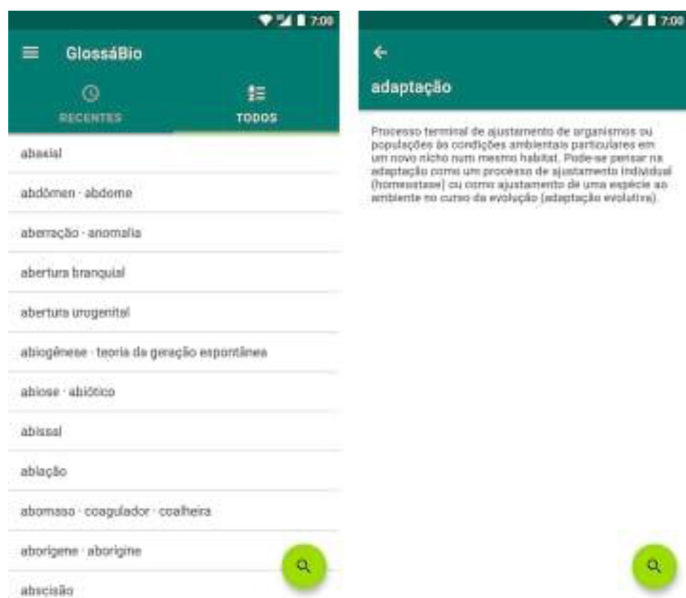 7:00
GlossáBio
RECENTES
TODOS
abaxial
abdômen · abdome
aberração · anomalia
abertura branquial
abertura urogenital
abiogênese · teoria da geração espontânea
abiose · abiótico
abissal
ablação
abomaso · coagulador · coalheira
aborígene · aborígine
abscisão
7:00
adaptação
Processo terminal de ajustamento de organismos ou
populações às condições ambientais particulares em
um novo nicho num mesmo habitat. Pode-se pensar na
adaptação como um processo de ajustamento individual
(homeostase) ou como ajustamento de uma espécie ao
ambiente no curso da evolução (adaptação evolutiva).